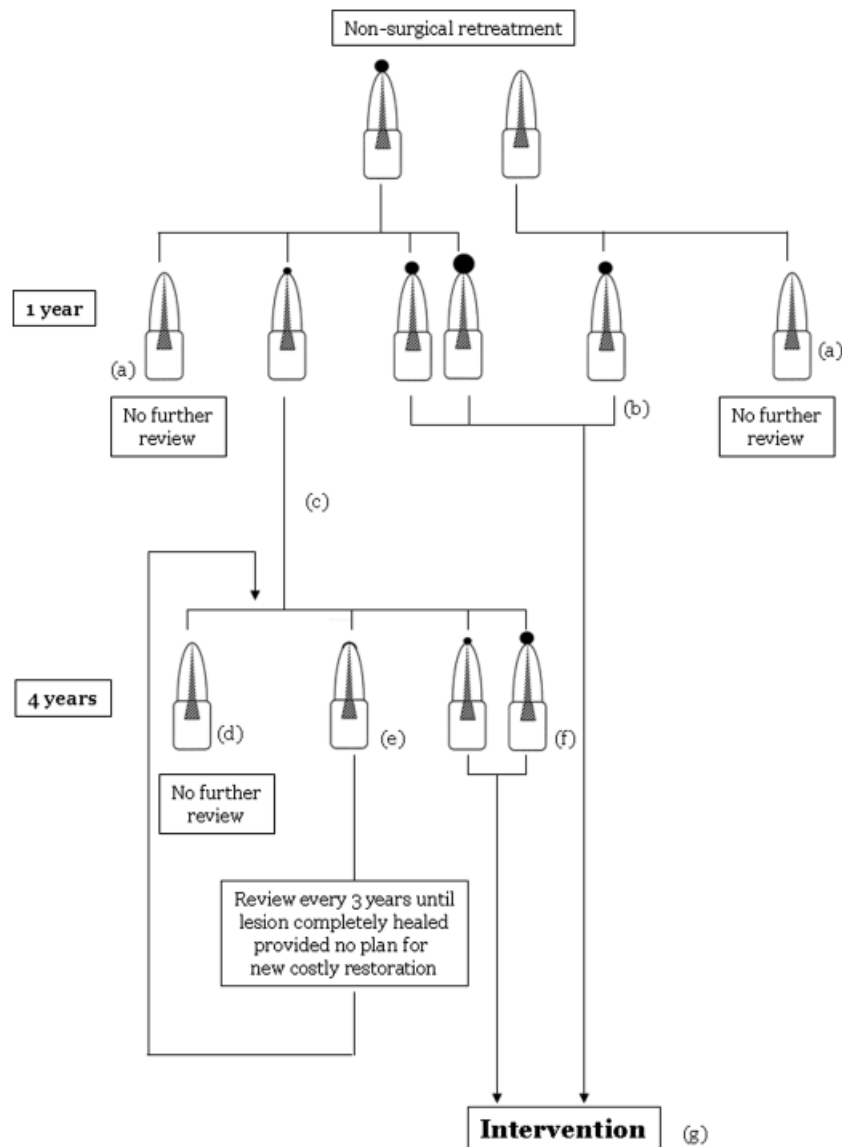 Non-surgical retreatment
1 year
(a)
No further
review
(b)
(a)
No further
review
(c)
4 years
(d)
No further
review
(e)
(f)
Review every 3 years until
lesion completely healed
provided no plan for
new costly restoration
Intervention
(g)